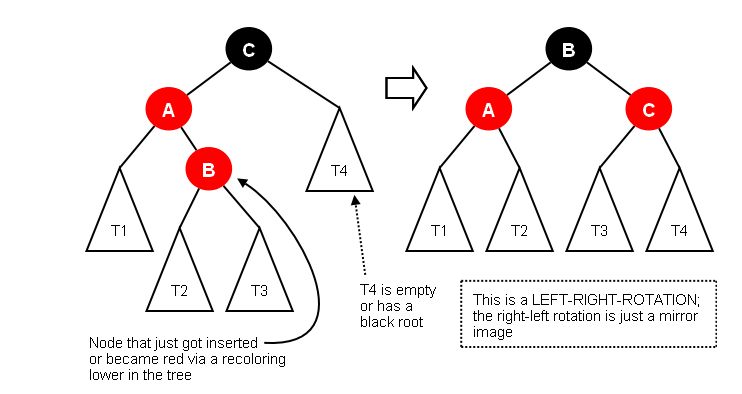 C
A
B
T4
T1
T2
T3
T4 is empty
or has a
black root
Node that just got inserted
or became red via a recoloring
lower in the tree
B
A
C
T1
T2
T3
T4
This is a LEFT-RIGHT-ROTATION;
the right-left rotation is just a mirror
image